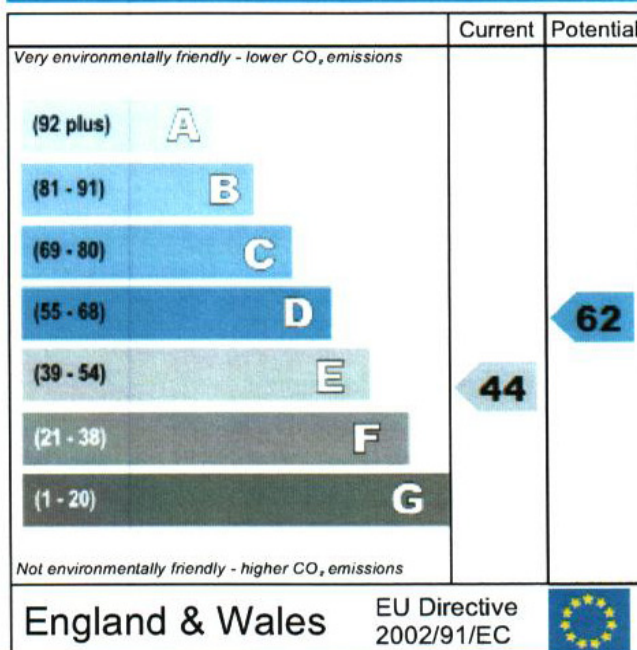 Current Potential
Very environmentally friendly - lower CO₂ emissions
(92 plus) A
(81 - 91) B
(69 - 80) C
(55 - 68) D
62
(39 - 54) E
44
(21 - 38) F
(1 - 20) G
Not environmentally friendly - higher CO₂ emissions
England & Wales
EU Directive
2002/91/EC